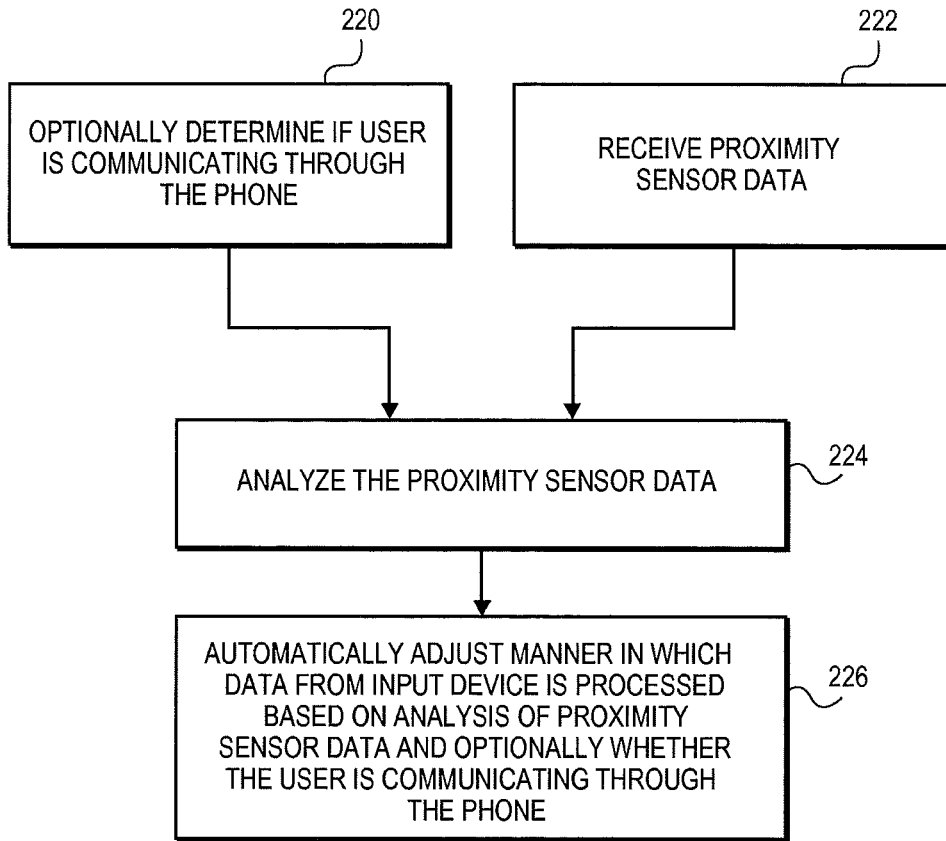 220
222
OPTIONALLY DETERMINE IF USER
IS COMMUNICATING THROUGH
THE PHONE
RECEIVE PROXIMITY
SENSOR DATA
ANALYZE THE PROXIMITY SENSOR DATA
224
AUTOMATICALLY ADJUST MANNER IN WHICH
DATA FROM INPUT DEVICE IS PROCESSED
BASED ON ANALYSIS OF PROXIMITY
SENSOR DATA AND OPTIONALLY WHETHER
THE USER IS COMMUNICATING THROUGH
THE PHONE
226